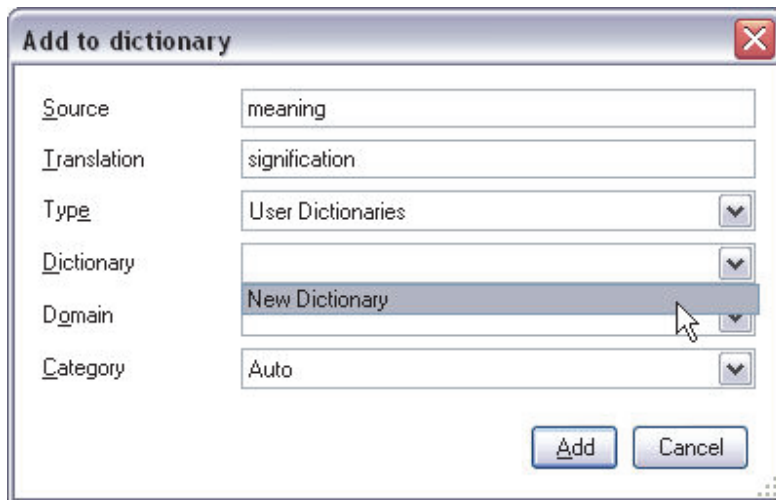 Add to dictionary
Source meaning
Translation signification
Type User Dictionaries
Dictionary
New Dictionary
Domain
Category Auto
Add Cancel